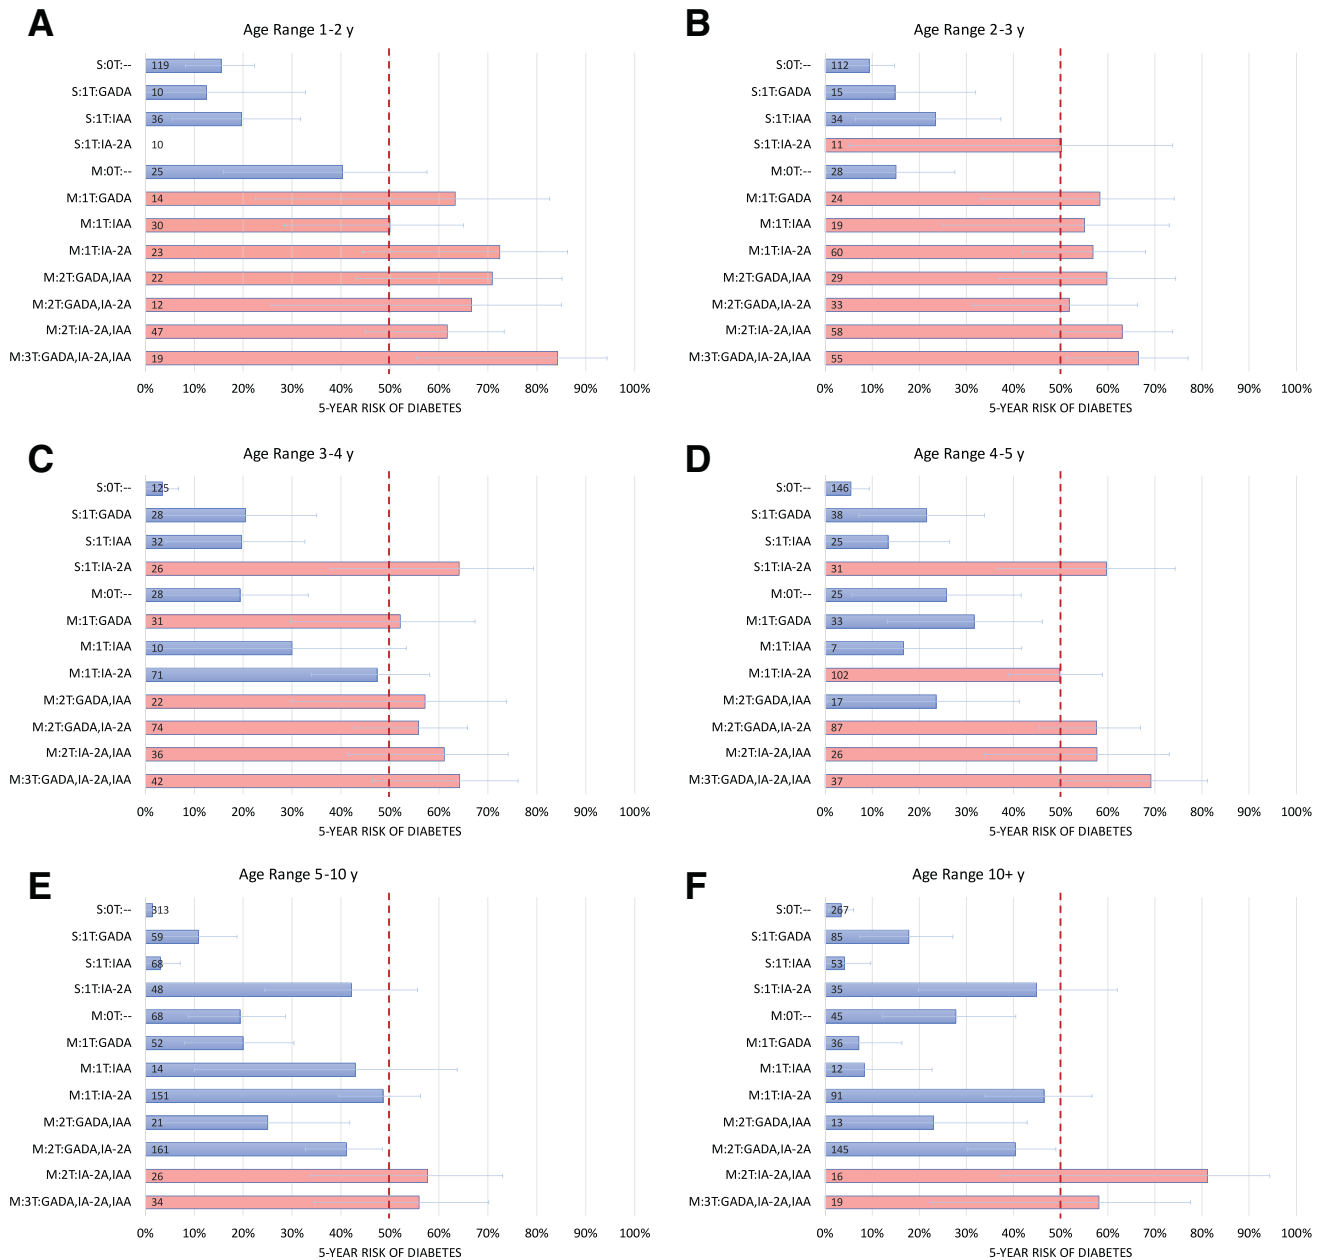 A
Age Range 1-2 y
S:0T:-- 119
S:1T:GADA 10
S:1T:IAA 36
S:1T:IA-2A 10
M:0T:-- 25
M:1T:GADA 14
M:1T:IAA 30
M:1T:IA-2A 23
M:2T:GADA,IAA 22
M:2T:GADA,IA-2A 12
M:2T:IA-2A,IAA 47
M:3T:GADA,IA-2A,IAA 19
0% 10% 20% 30% 40% 50% 60% 70% 80% 90% 100%
5-YEAR RISK OF DIABETES
B
Age Range 2-3 y
S:0T:-- 112
S:1T:GADA 15
S:1T:IAA 34
S:1T:IA-2A 11
M:0T:-- 28
M:1T:GADA 24
M:1T:IAA 19
M:1T:IA-2A 60
M:2T:GADA,IAA 29
M:2T:GADA,IA-2A 33
M:2T:IA-2A,IAA 58
M:3T:GADA,IA-2A,IAA 55
0% 10% 20% 30% 40% 50% 60% 70% 80% 90% 100%
5-YEAR RISK OF DIABETES
C
Age Range 3-4 y
S:0T:-- 125
S:1T:GADA 28
S:1T:IAA 32
S:1T:IA-2A 26
M:0T:-- 28
M:1T:GADA 31
M:1T:IAA 10
M:1T:IA-2A 71
M:2T:GADA,IAA 22
M:2T:GADA,IA-2A 74
M:2T:IA-2A,IAA 36
M:3T:GADA,IA-2A,IAA 42
0% 10% 20% 30% 40% 50% 60% 70% 80% 90% 100%
5-YEAR RISK OF DIABETES
D
Age Range 4-5 y
S:0T:-- 146
S:1T:GADA 38
S:1T:IAA 25
S:1T:IA-2A 31
M:0T:-- 25
M:1T:GADA 33
M:1T:IAA 7
M:1T:IA-2A 102
M:2T:GADA,IAA 17
M:2T:GADA,IA-2A 87
M:2T:IA-2A,IAA 26
M:3T:GADA,IA-2A,IAA 37
0% 10% 20% 30% 40% 50% 60% 70% 80% 90% 100%
5-YEAR RISK OF DIABETES
E
Age Range 5-10 y
S:0T:-- 313
S:1T:GADA 59
S:1T:IAA 68
S:1T:IA-2A 48
M:0T:-- 68
M:1T:GADA 52
M:1T:IAA 14
M:1T:IA-2A 151
M:2T:GADA,IAA 21
M:2T:GADA,IA-2A 161
M:2T:IA-2A,IAA 26
M:3T:GADA,IA-2A,IAA 34
0% 10% 20% 30% 40% 50% 60% 70% 80% 90% 100%
5-YEAR RISK OF DIABETES
F
Age Range 10+ y
S:0T:-- 267
S:1T:GADA 85
S:1T:IAA 53
S:1T:IA-2A 35
M:0T:-- 45
M:1T:GADA 36
M:1T:IAA 12
M:1T:IA-2A 91
M:2T:GADA,IAA 13
M:2T:GADA,IA-2A 145
M:2T:IA-2A,IAA 16
M:3T:GADA,IA-2A,IAA 19
0% 10% 20% 30% 40% 50% 60% 70% 80% 90% 100%
5-YEAR RISK OF DIABETES